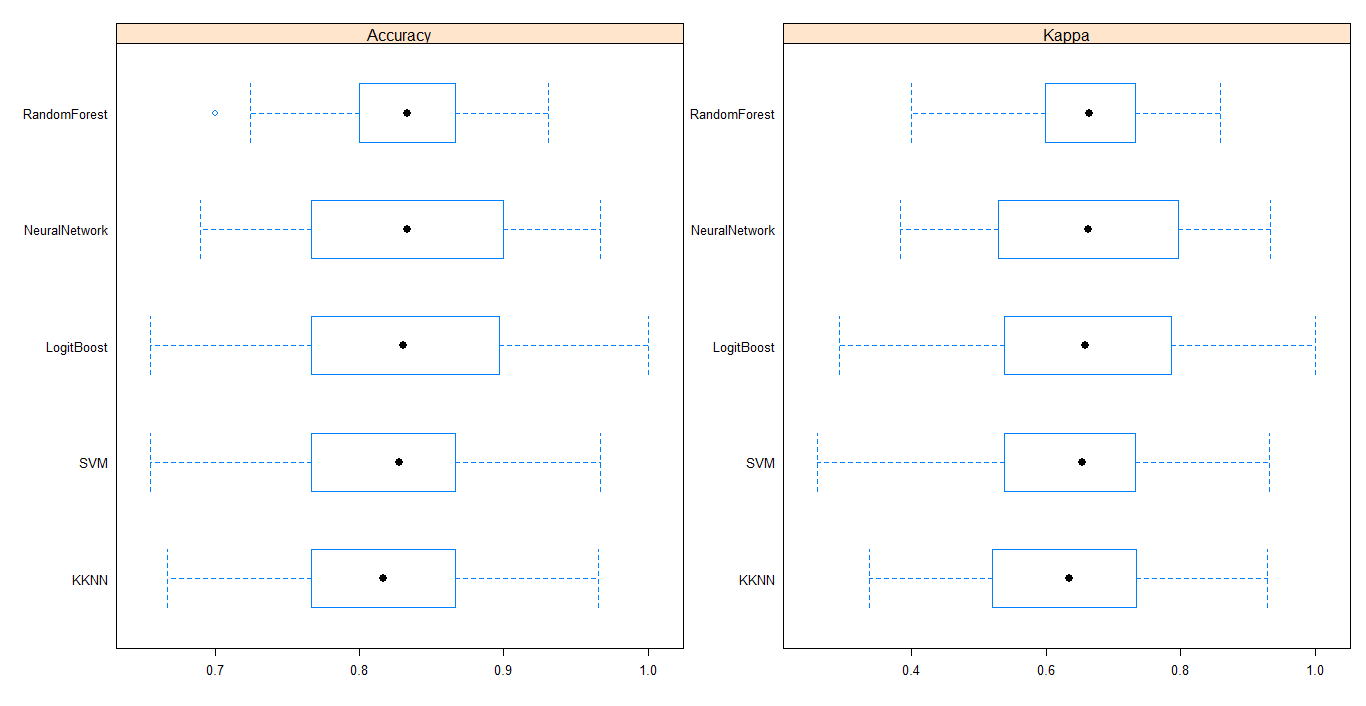 Accuracy
RandomForest
NeuralNetwork
LogitBoost
SVM
KKNN
0.7 0.8 0.9 1.0
Kappa
RandomForest
NeuralNetwork
LogitBoost
SVM
KKNN
0.4 0.6 0.8 1.0